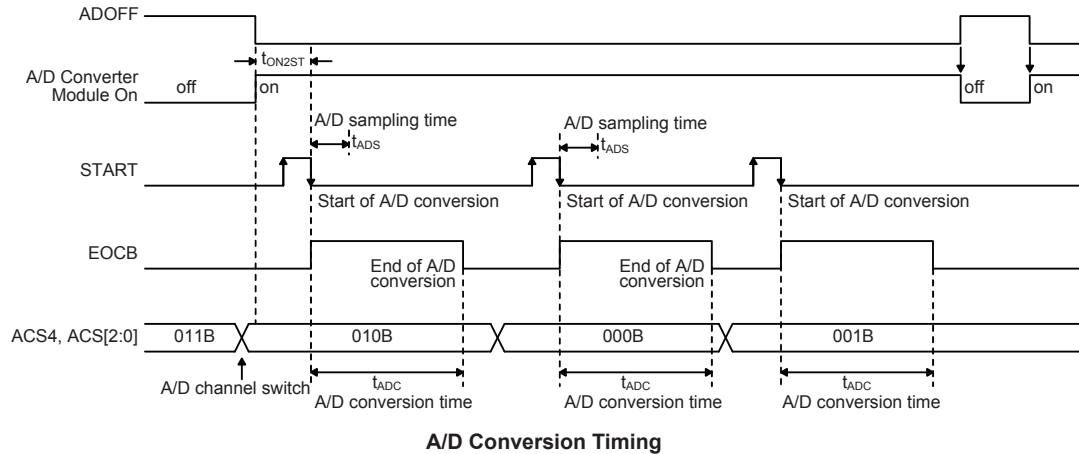 ADOFF
tON2ST
A/D Converter
Module On
off
on
off
on
A/D sampling time
tADS
A/D sampling time
tADS
START
Start of A/D conversion
Start of A/D conversion
Start of A/D conversion
EOCB
End of A/D
conversion
End of A/D
conversion
ACS4, ACS[2:0]
011B
010B
000B
001B
A/D channel switch
tADC
A/D conversion time
tADC
A/D conversion time
tADC
A/D conversion time
A/D Conversion Timing